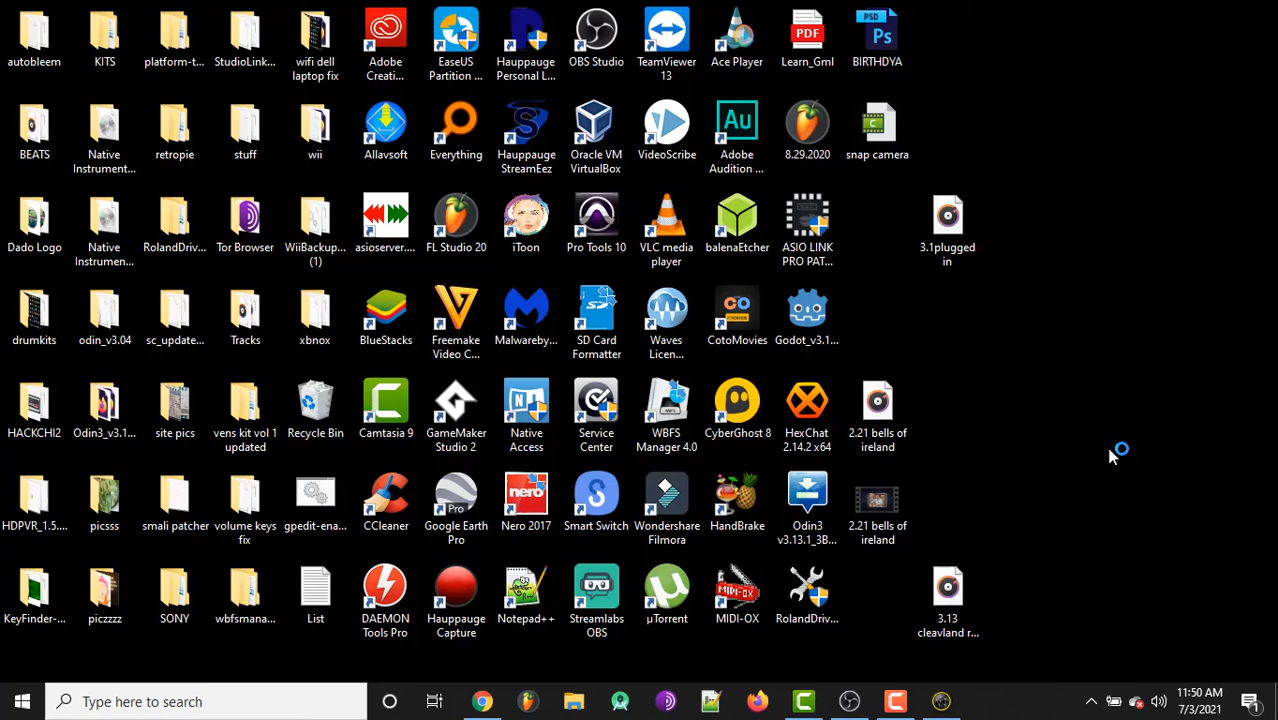 autobleem
KITS
platform-t...
StudioLink...
wifi dell
laptop fix
Adobe
Creati...
EaseUS
Partition ...
Hauppauge
Personal L...
OBS Studio
TeamViewer
13
Ace Player
PDF
Learn_Gml
PSD
Ps
BIRTHDYA
BEATS
Native
Instrument...
retropie
stuff
wii
Allavsoft
Everything
Hauppauge
StreamEez
Oracle VM
VirtualBox
VideoScribe
Au
Adobe
Audition ...
8.29.2020
C
snap camera
Dado Logo
Native
Instrumen...
RolandDriv...
Tor Browser
WiiBackup...
(1)
asioserver....
FL Studio 20
iToon
Pro Tools 10
VLC media
player
balenaEtcher
ASIO LINK
PRO PAT...
3.1plugged
in
drumkits
odin_v3.04
sc_update...
Tracks
xbnox
BlueStacks
Freemake
Video C...
Malwareby...
SD
SD Card
Formatter
Waves
Licen...
CO
movies
CotoMovies
Godot_v3.1...
HACKCHI2
Odin3_v3.1...
site pics
vens kit vol 1
updated
Recycle Bin
C
Camtasia 9
GameMaker
Studio 2
Native
Access
Service
Center
WBFS
Manager 4.0
CyberGhost 8
HexChat
2.14.2 x64
2.21 bells of
ireland
HDPVR_1.5....
picsss
smali patcher
volume keys
fix
gpedit-ena...
CCleaner
Pro
Google Earth
Pro
nero
Nero 2017
S
Smart Switch
Wondershare
Filmora
HandBrake
Odin3
v3.13.1_3B...
2.21 bells of
ireland
KeyFinder-...
piczzzz
SONY
wbfsmana...
List
DAEMON
Tools Pro
Hauppauge
Capture
Notepad++
Streamlabs
OBS
µTorrent
MIDI-OX
MIDI-OX
RolandDriv...
3.13
cleavland r...
Type here to search
11:50 AM
7/3/2021
1